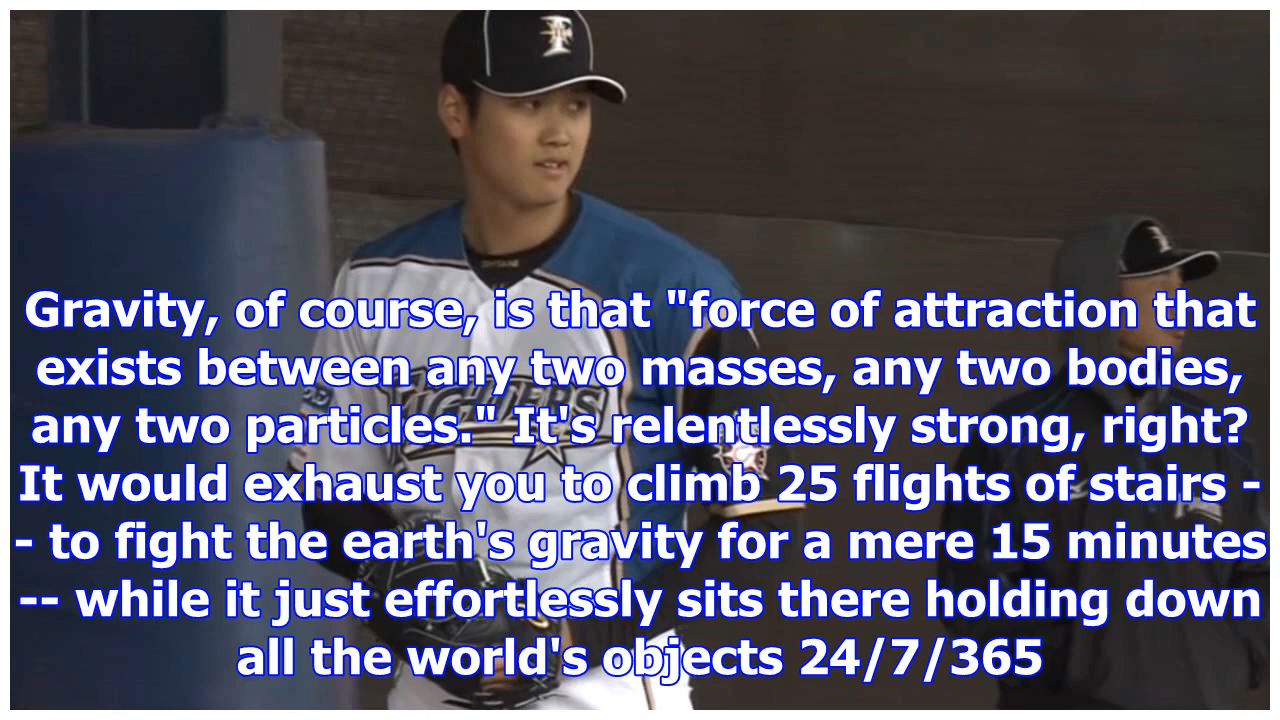 F
F
OHTANI
FIGHTERS
Gravity, of course, is that "force of attraction that
exists between any two masses, any two bodies,
any two particles." It's relentlessly strong, right?
It would exhaust you to climb 25 flights of stairs -
- to fight the earth's gravity for a mere 15 minutes
-- while it just effortlessly sits there holding down
all the world's objects 24/7/365